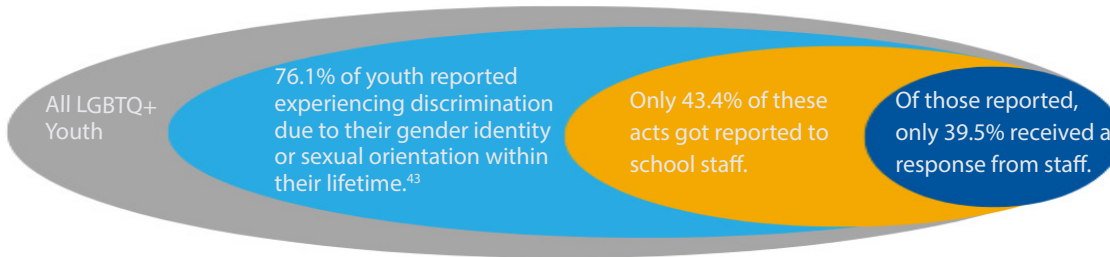 All LGBTQ+
Youth
76.1% of youth reported
experiencing discrimination
due to their gender identity
or sexual orientation within
their lifetime.43
Only 43.4% of these
acts got reported to
school staff.
Of those reported,
only 39.5% received a
response from staff.